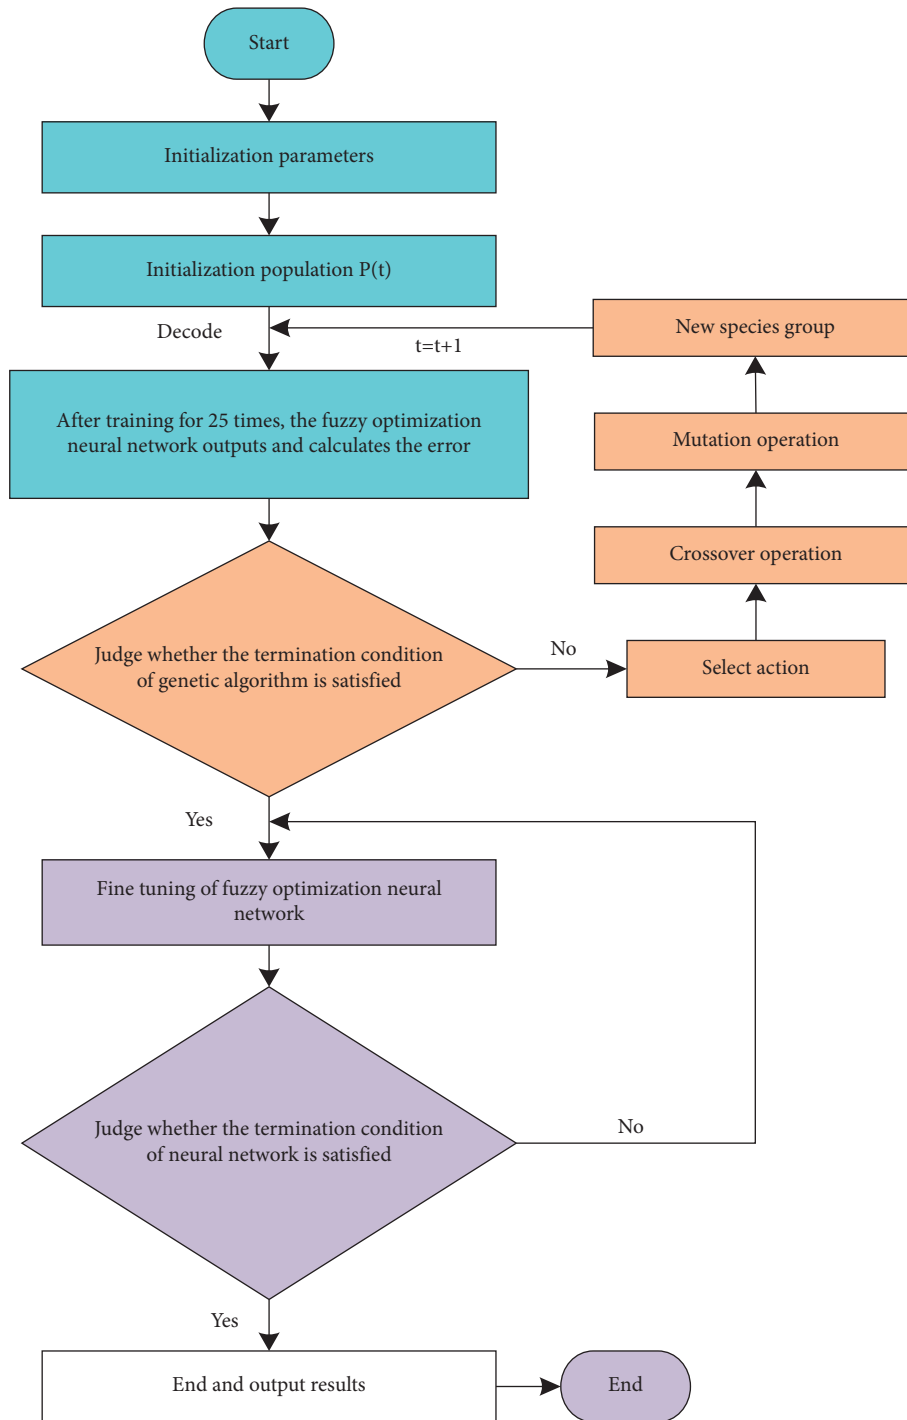 Start
Initialization parameters
Initialization population P(t)
Decode
t=t+1
New species group
After training for 25 times, the fuzzy optimization
neural network outputs and calculates the error
Mutation operation
Crossover operation
Judge whether the termination condition
of genetic algorithm is satisfied
No
Select action
Yes
Fine tuning of fuzzy optimization neural
network
Judge whether the termination condition
of neural network is satisfied
No
Yes
End and output results
End